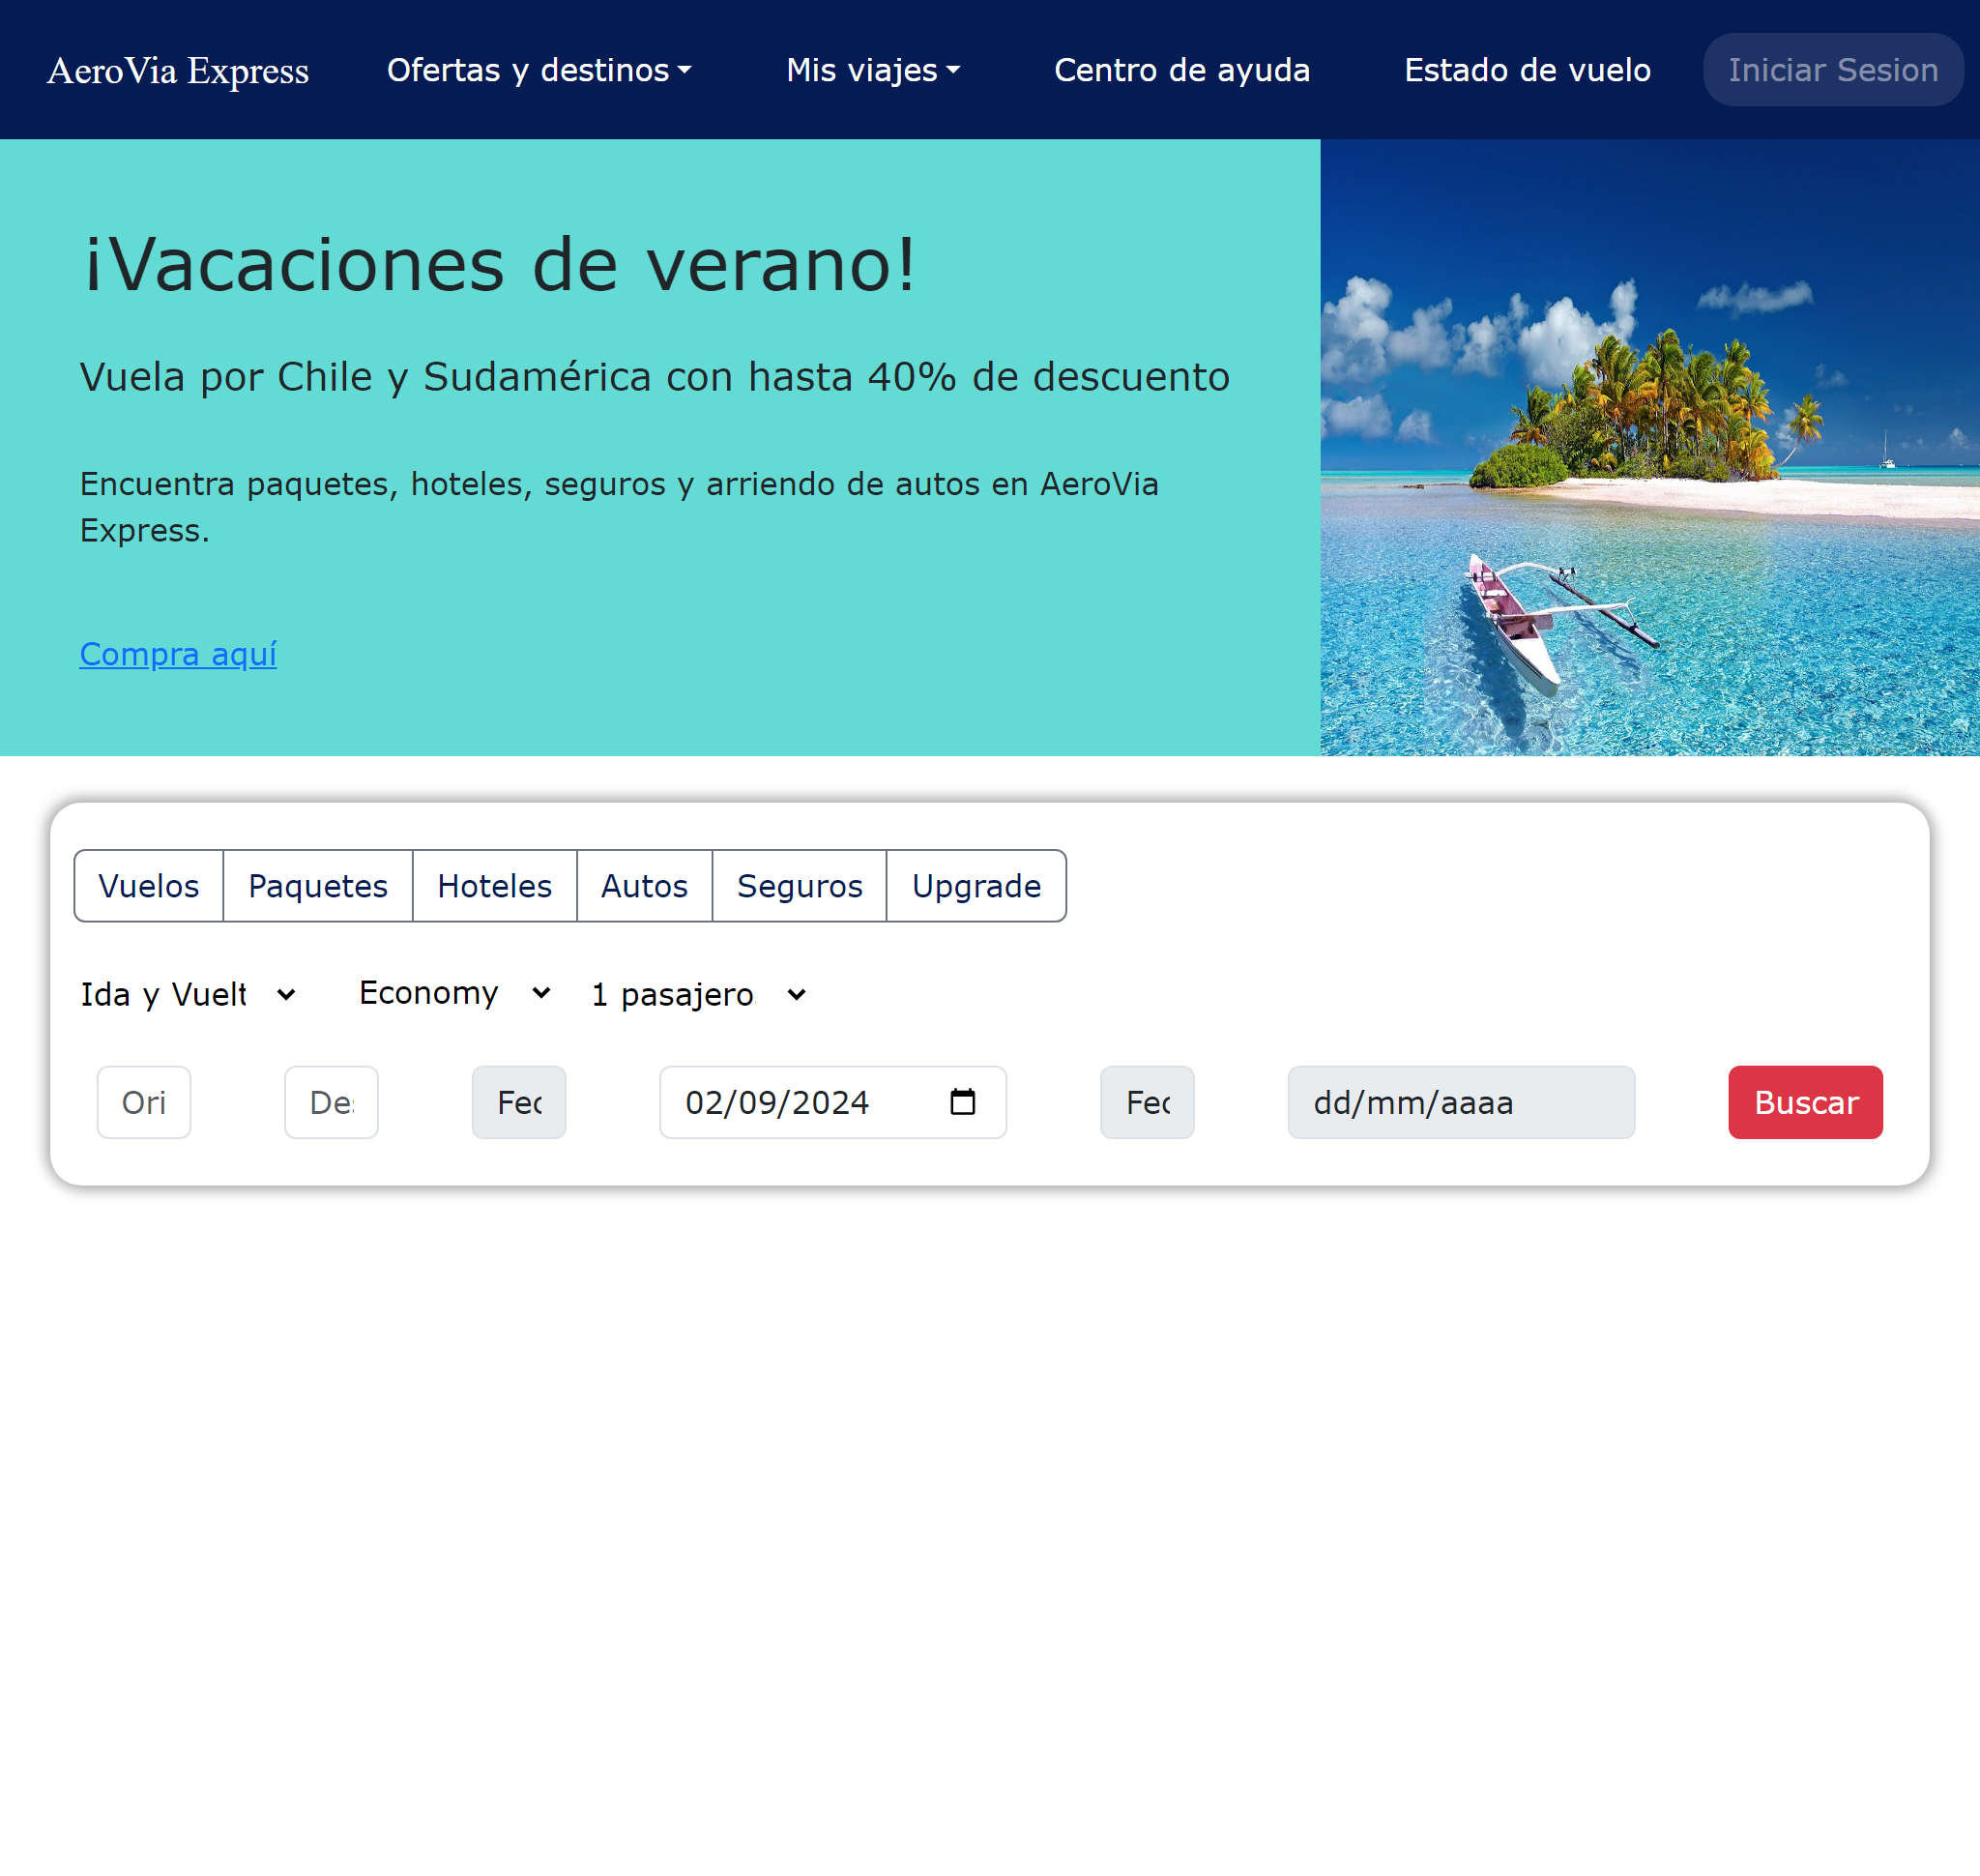 AeroVia Express Ofertas y destinos Mis viajes Centro de ayuda Estado de vuelo Iniciar Sesion
¡Vacaciones de verano!
Vuela por Chile y Sudamérica con hasta 40% de descuento
Encuentra paquetes, hoteles, seguros y arriendo de autos en AeroVia
Express.
Compra aquí
Vuelos Paquetes Hoteles Autos Seguros Upgrade
Ida y Vuelt Economy 1 pasajero
Ori Des Fec 02/09/2024 Fec dd/mm/aaaa Buscar